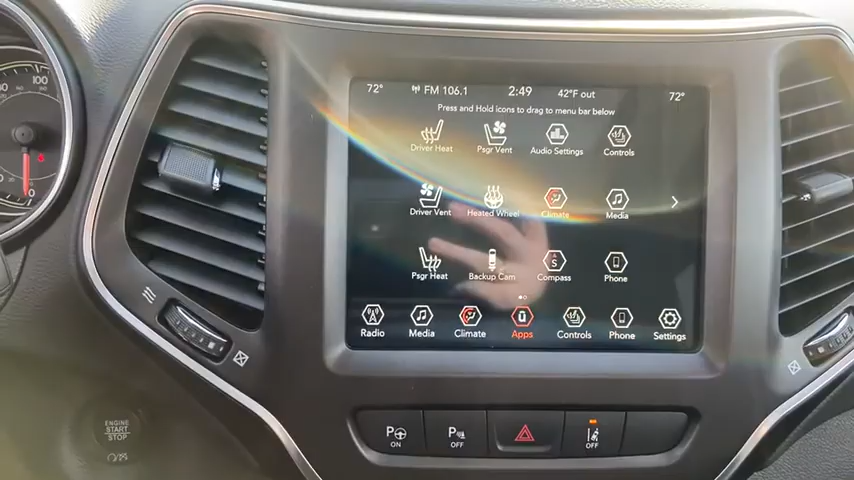 72° FM 106.1 2:49 42°F out 72°
Press and Hold icons to drag to menu bar below
Driver Heat Psgr Vent Audio Settings Controls
Driver Vent Heated Wheel Climate Media
Psgr Heat Backup Cam S Compass Phone
Radio Media Climate Apps Controls Phone Settings
100
0
P ON P OFF OFF
ENGINE
START
STOP